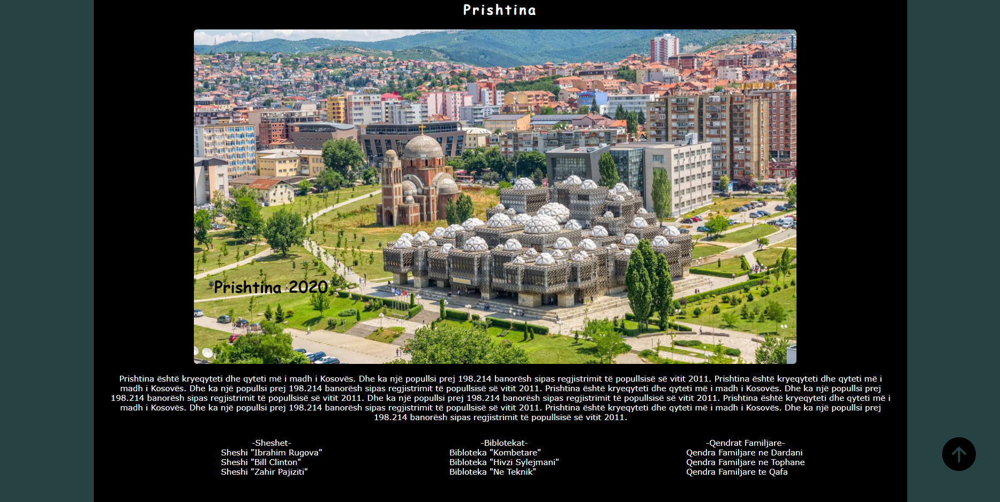 Prishtina
Prishtina 2020
Prishtina është kryeqyteti dhe qyteti më i madh i Kosovës. Dhe ka një popullsi prej 198.214 banorësh sipas regjistrimit të popullsisë së vitit 2011. Prishtina është kryeqyteti dhe qyteti më i
madh i Kosovës. Dhe ka një popullsi prej 198.214 banorësh sipas regjistrimit të popullsisë së vitit 2011. Prishtina është kryeqyteti dhe qyteti më i madh i Kosovës. Dhe ka një popullsi prej
198.214 banorësh sipas regjistrimit të popullsisë së vitit 2011. Dhe ka një popullsi prej 198.214 banorësh sipas regjistrimit të popullsisë së vitit 2011. Prishtina është kryeqyteti dhe qyteti më i
madh i Kosovës. Dhe ka një popullsi prej 198.214 banorësh sipas regjistrimit të popullsisë së vitit 2011. Prishtina është kryeqyteti dhe qyteti më i madh i Kosovës. Dhe ka një popullsi prej
198.214 banorësh sipas regjistrimit të popullsisë së vitit 2011.
-Sheshet-
Sheshi "Ibrahim Rugova"
Sheshi "Bill Clinton"
Sheshi "Zahir Pajiziti"
-Biblotekat-
Bibloteka "Kombetare"
Bibloteka "Hivzi Sylejmani"
Bibloteka "Ne Teknik"
-Qendrat Familjare-
Qendra Familjare ne Dardani
Qendra Familjare ne Tophane
Qendra Familjare te Qafa